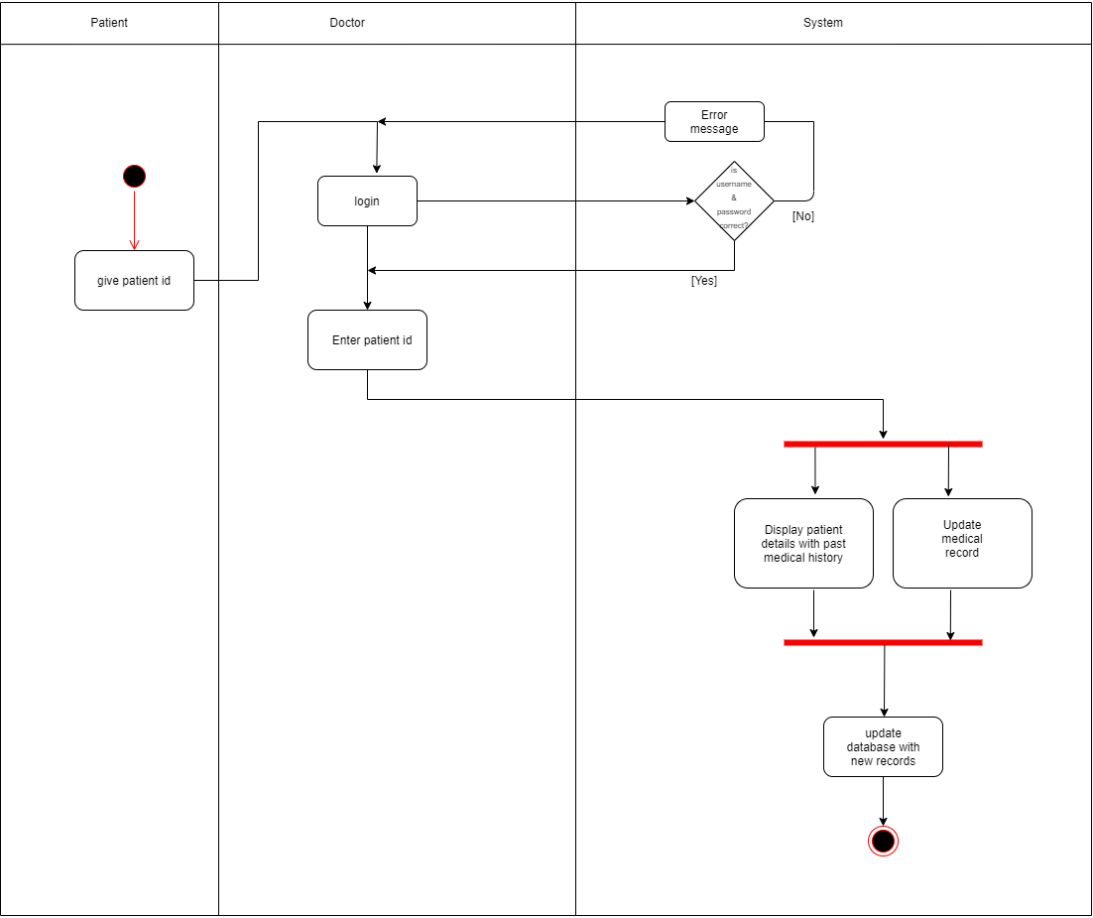 Patient
Doctor
System
Error
message
is
username
&
password
correct?
[No]
login
give patient id
[Yes]
Enter patient id
Display patient
details with past
medical history
Update
medical
record
update
database with
new records